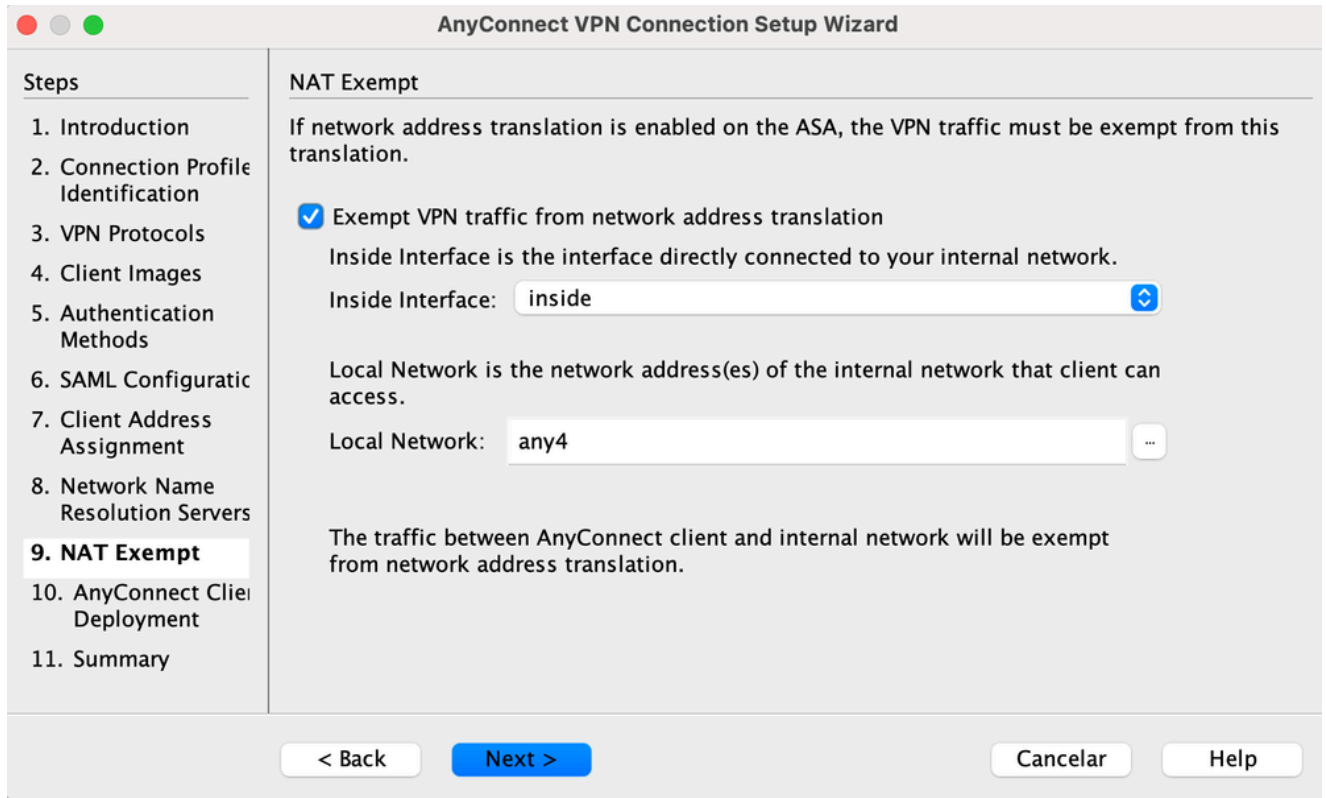 AnyConnect VPN Connection Setup Wizard
Steps
1. Introduction
2. Connection Profile
Identification
3. VPN Protocols
4. Client Images
5. Authentication
Methods
6. SAML Configuratic
7. Client Address
Assignment
8. Network Name
Resolution Servers
9. NAT Exempt
10. AnyConnect Clie
Deployment
11. Summary
NAT Exempt
If network address translation is enabled on the ASA, the VPN traffic must be exempt from this
translation.
Exempt VPN traffic from network address translation
Inside Interface is the interface directly connected to your internal network.
Inside Interface: inside
Local Network is the network address(es) of the internal network that client can
access.
Local Network: any4 ...
The traffic between AnyConnect client and internal network will be exempt
from network address translation.
< Back Next > Cancelar Help